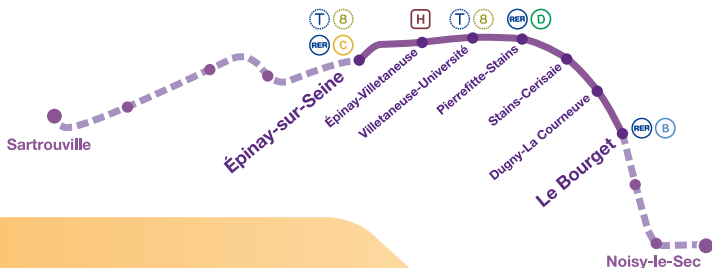 T 8
RER C
H
T 8
RER D
RER B
Sartrouville
Épinay-sur-Seine
Épinay-Villetaneuse
Villetaneuse-Université
Pierrefitte-Stains
Stains-Cerisaie
Dugny-La Courneuve
Le Bourget
Noisy-le-Sec